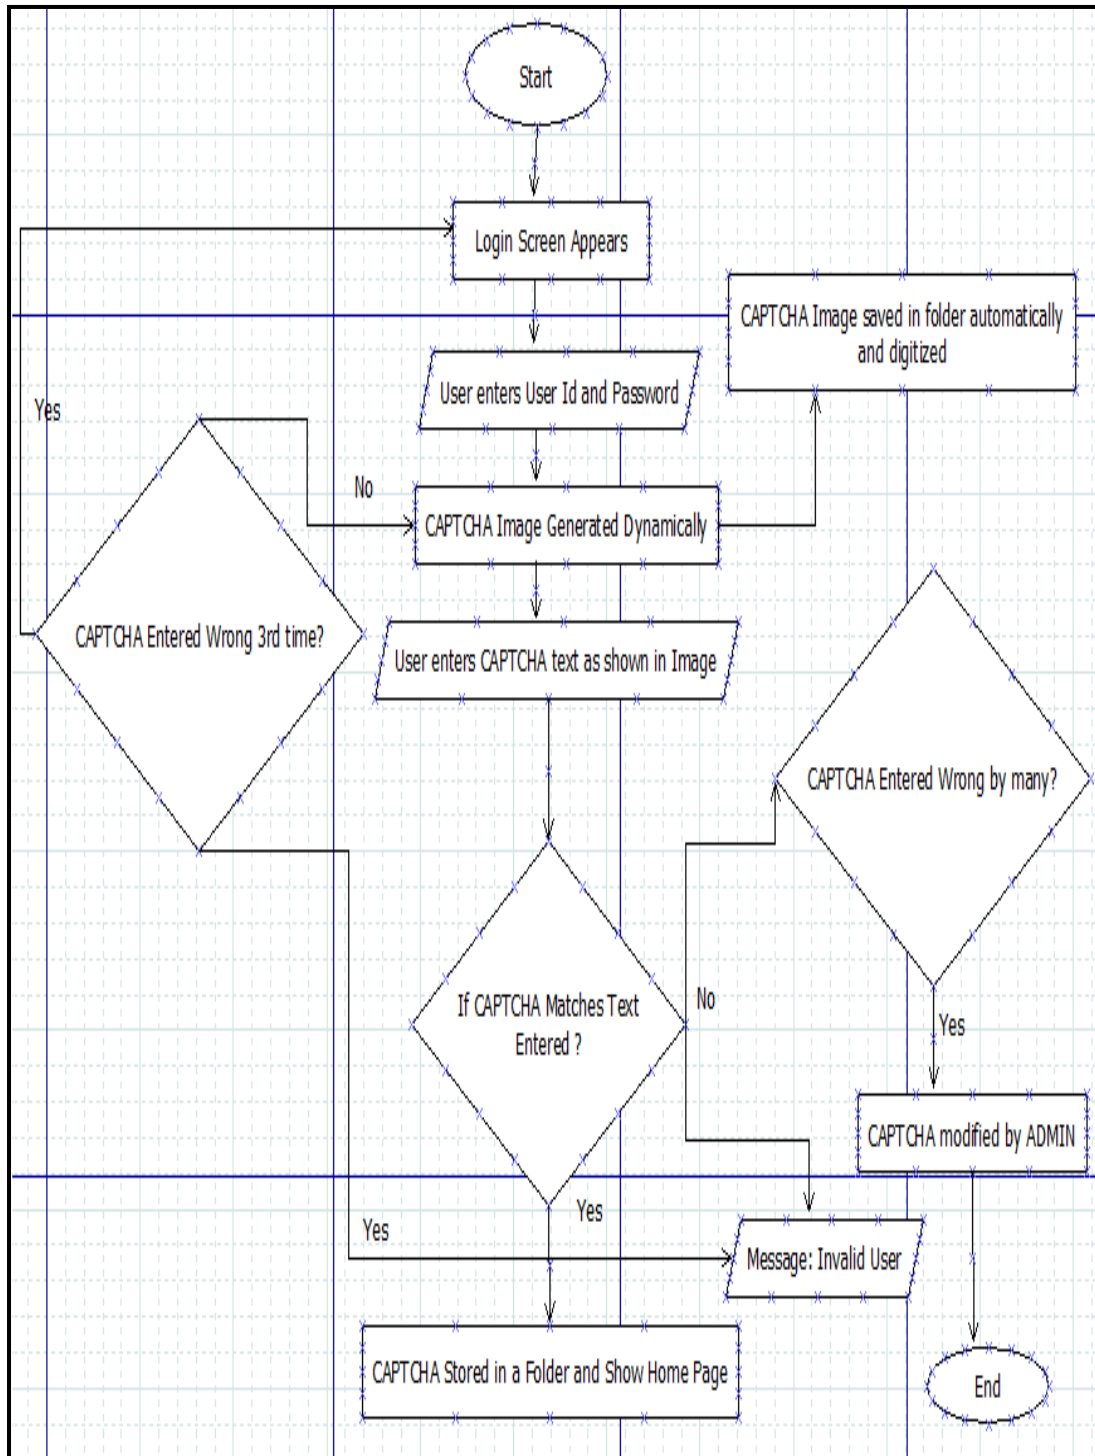 Start
Login Screen Appears
CAPTCHA Image saved in folder automatically
and digitized
User enters User Id and Password
Yes
No
CAPTCHA Image Generated Dynamically
CAPTCHA Entered Wrong 3rd time?
User enters CAPTCHA text as shown in Image
CAPTCHA Entered Wrong by many?
If CAPTCHA Matches Text
Entered ?
No
Yes
CAPTCHA modified by ADMIN
Yes
Yes
Message: Invalid User
CAPTCHA Stored in a Folder and Show Home Page
End